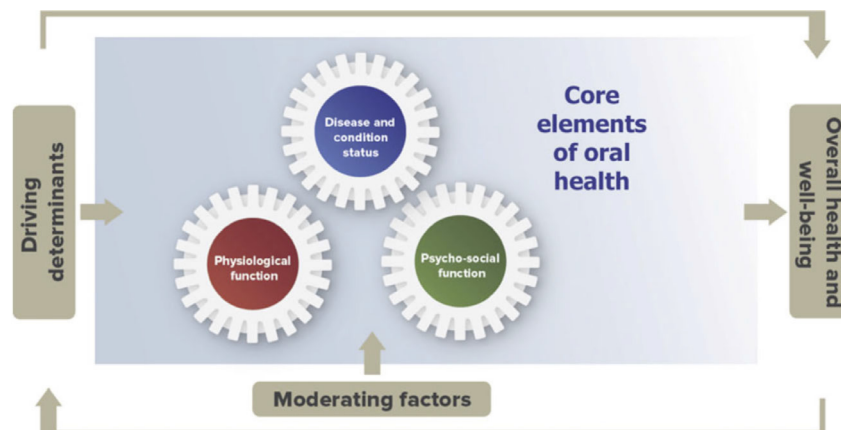 Driving
determinants
Disease and
condition
status
Physiological
function
Psycho-social
function
Core
elements
of oral
health
Moderating factors
Overall health and
well-being